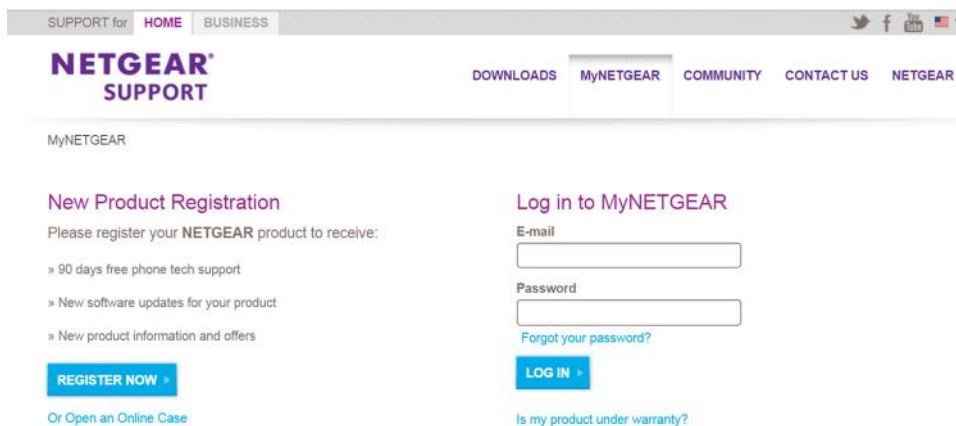 SUPPORT for HOME BUSINESS
You Tube
NETGEAR®
SUPPORT
DOWNLOADS MyNETGEAR COMMUNITY CONTACT US NETGEAR
MyNETGEAR
New Product Registration
Please register your NETGEAR product to receive:
» 90 days free phone tech support
» New software updates for your product
» New product information and offers
REGISTER NOW
Or Open an Online Case
Log in to MyNETGEAR
E-mail
Password
Forgot your password?
LOG IN
Is my product under warranty?